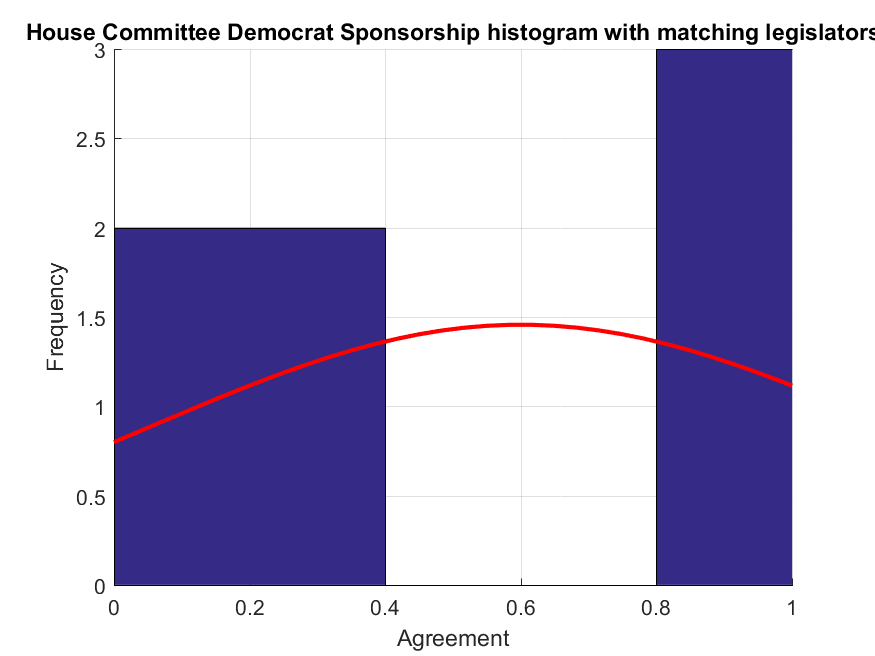 House Committee Democrat Sponsorship histogram with matching legislators
3
2.5
2
1.5
1
0.5
0
Frequency
0 0.2 0.4 0.6 0.8 1
Agreement